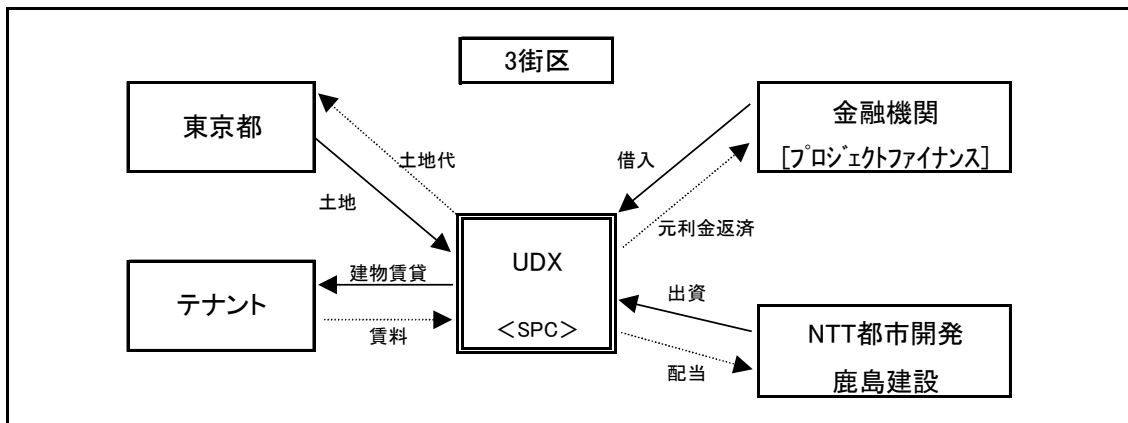 3街区
東京都
金融機関
[プロジェクトファイナンス]
土地代
借入
土地
元利金返済
UDX
<SPC>
建物賃貸
テナント
賃料
出資
NTT都市開発
鹿島建設
配当